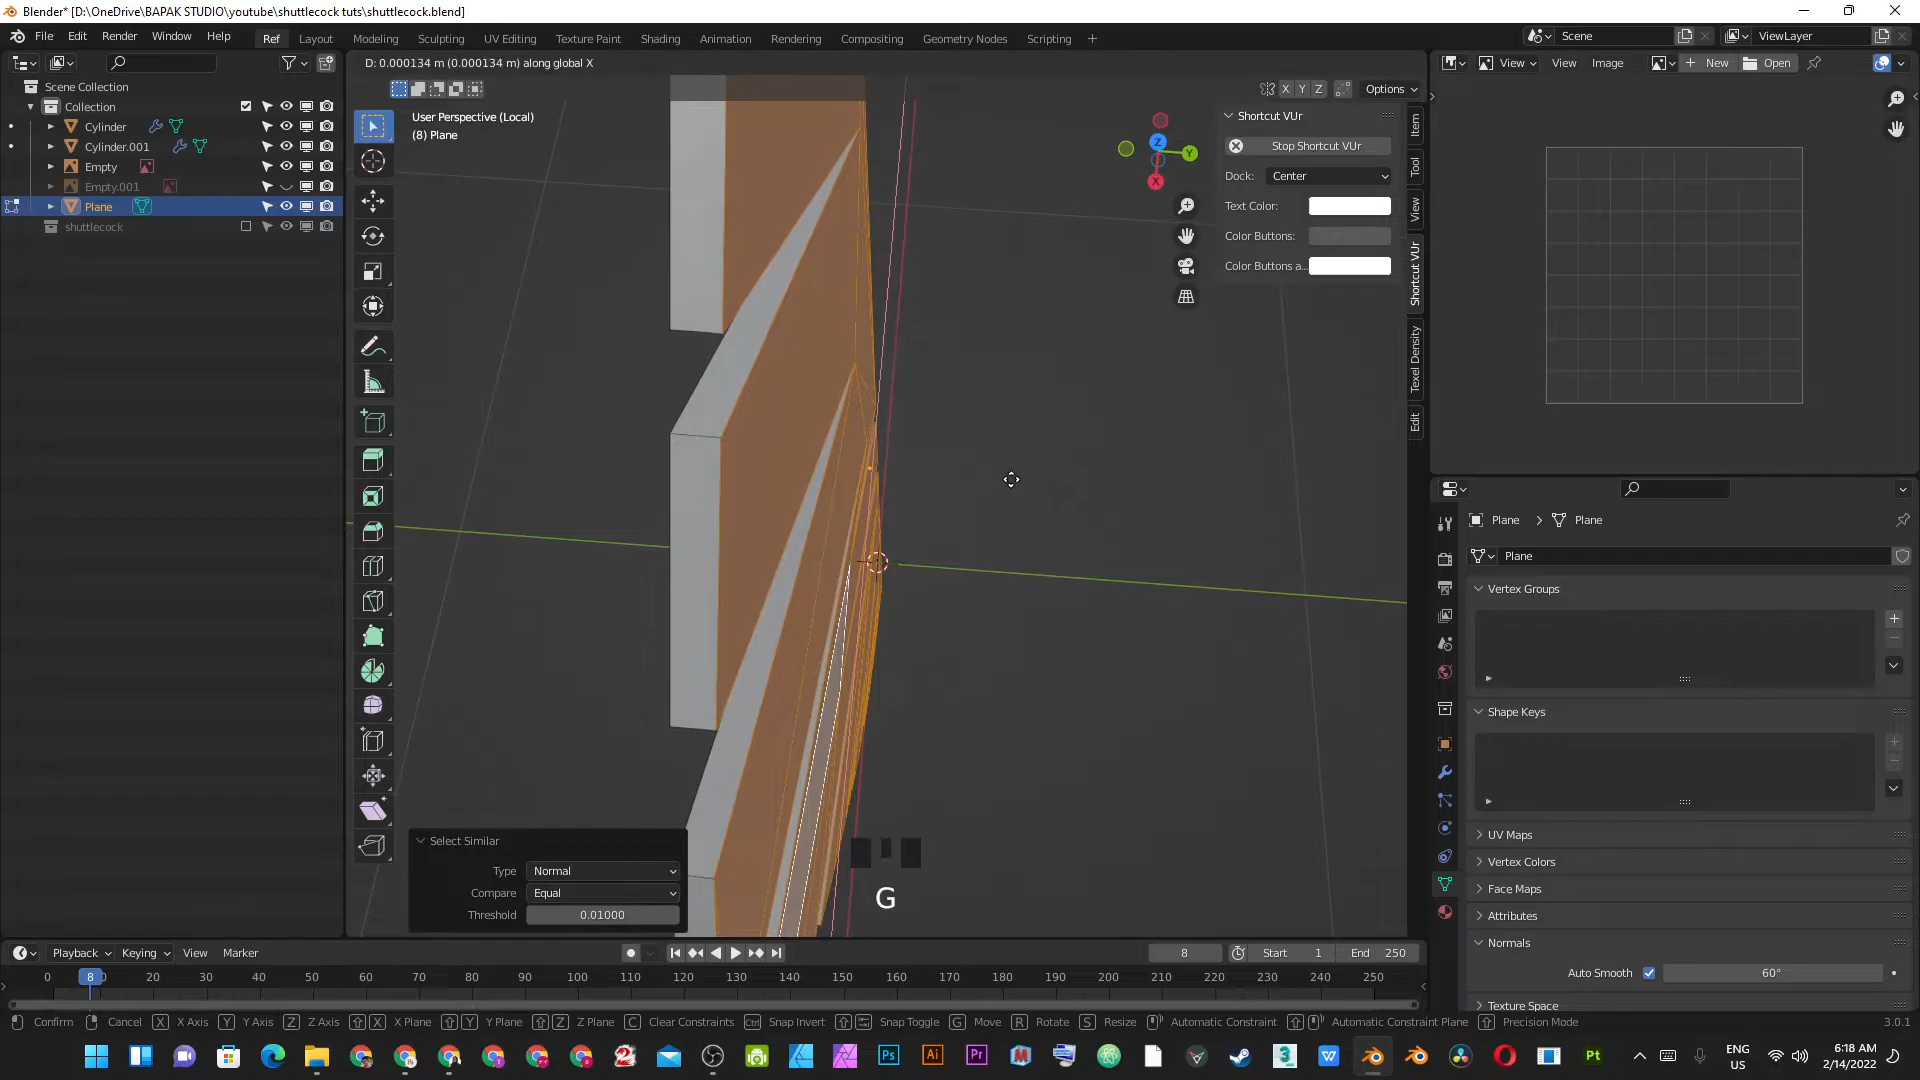 Blender* [D:\OneDrive\BAPAK STUDIO\youtube\shuttlecock tuts\shuttlecock.blend]
File Edit Render Window Help Ref Layout Modeling Sculpting UV Editing Texture Paint Shading Animation Rendering Compositing Geometry Nodes Scripting + Scene ViewLayer
D: 0.000134 m (0.000134 m) along global X
View View Image New Open
Scene Collection
Collection
Cylinder
Cylinder.001
Empty
Empty.001
Plane
shuttlecock
X Y Z Options
User Perspective (Local)
(8) Plane
Z Y X
Shortcut VUr
Stop Shortcut VUr
Dock: Center
Text Color:
Color Buttons:
Color Buttons a...
Item
Tool
View
Shortcut VUr
Texel Density
Edit
Select Similar
Type Normal
Compare Equal
Threshold 0.01000
G
Plane > Plane
Plane
Vertex Groups
Shape Keys
UV Maps
Vertex Colors
Face Maps
Attributes
Normals
Auto Smooth 60°
Texture Space
Playback Keying View Marker 8 Start 1 End 250
0 8 20 30 40 50 60 70 80 90 100 110 120 130 140 150 160 170 180 190 200 210 220 230 240 250
Confirm Cancel X X Axis Y Y Axis Z Z Axis X X Plane Y Y Plane Z Z Plane C Clear Constraints Ctrl Snap Invert Snap Toggle G Move R Rotate S Resize Automatic Constraint Automatic Constraint Plane Precision Mode 3.0.1
Ps Ai Pr 3 W Pt
ENG
US
6:18 AM
2/14/2022